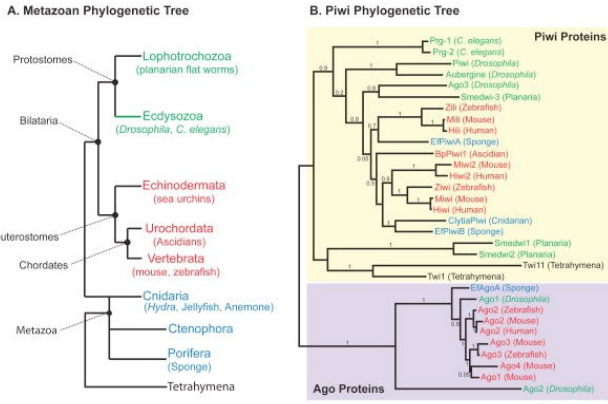 A. Metazoan Phylogenetic Tree
Protostomes
Lophotrochozoa
(planarian flat worms)
Bilataria
Ecdysozoa
(Drosophila, C. elegans)
Echinodermata
(sea urchins)
uterostomes
Urochordata
(Ascidians)
Chordates
Vertebrata
(mouse, zebrafish)
Cnidaria
(Hydra, Jellyfish, Anemone)
Metazoa
Ctenophora
Porifera
(Sponge)
Tetrahymena
B. Piwi Phylogenetic Tree
Piwi Proteins
Prg-1 (C. elegans)
Prg-2 (C. elegans)
Piwi (Drosophila)
Aubergine (Drosophila)
Ago3 (Drosophila)
Smedwi-3 (Planaria)
Zili (Zebrafish)
Mili (Mouse)
Hili (Human)
EfPiwiA (Sponge)
BpPiwi1 (Ascidian)
Miwi2 (Mouse)
Hiwi2 (Human)
Ziwi (Zebrafish)
Miwi (Mouse)
Hiwi (Human)
ClytiaPiwi (Cnidarian)
EfPiwiB (Sponge)
Smedwi1 (Planaria)
Smedwi2 (Planaria)
Twi11 (Tetrahymena)
Twi1 (Tetrahymena)
EfAgoA (Sponge)
Ago1 (Drosophila)
Ago2 (Zebrafish)
Ago2 (Mouse)
Ago2 (Human)
Ago3 (Mouse)
Ago3 (Zebrafish)
Ago4 (Mouse)
Ago1 (Mouse)
Ago2 (Drosophila)
Ago Proteins